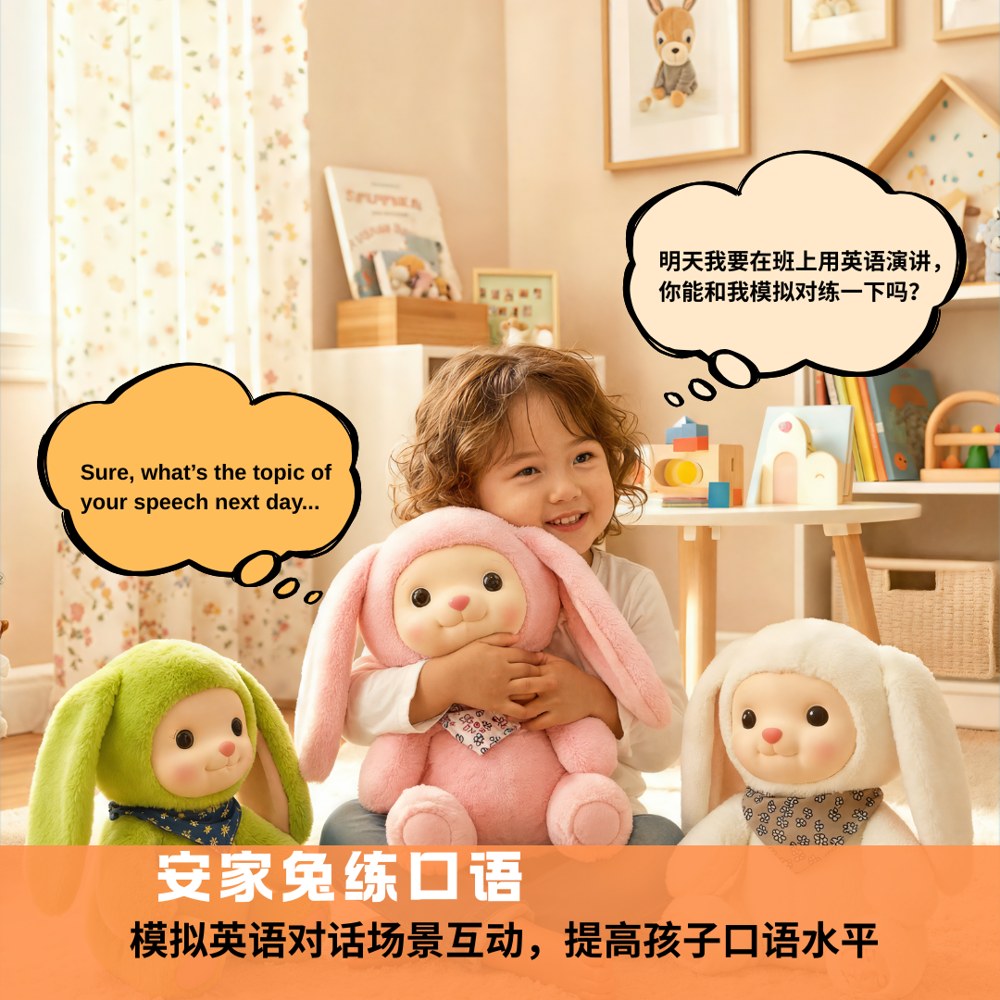 明天我要在班上用英语演讲，
你能和我模拟对练一下吗？
Sure, what's the topic of
your speech next day...
安家兔练口语
模拟英语对话场景互动，提高孩子口语水平